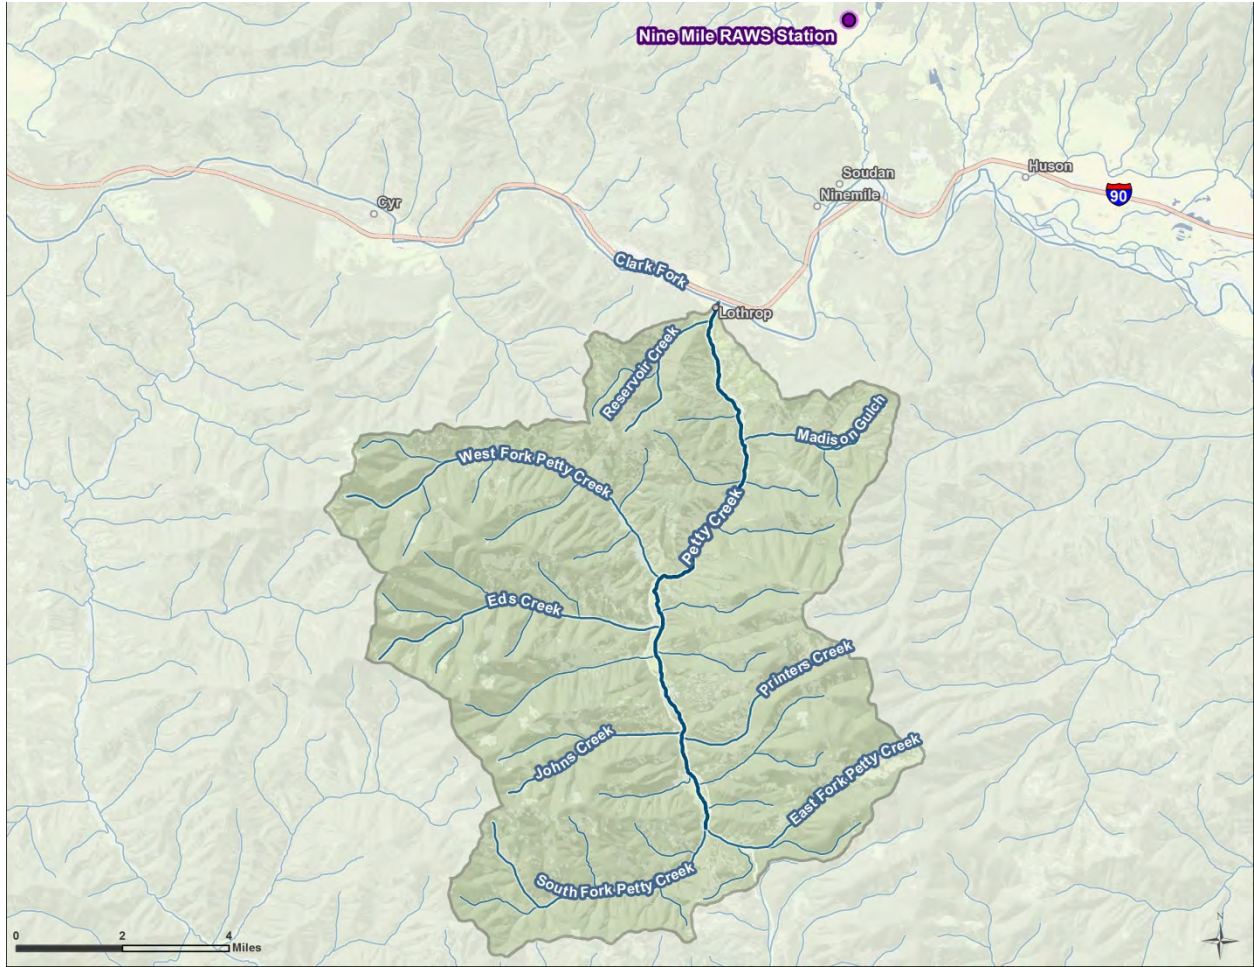 Nine Mile RAWS Station
Soudan
Huson
Ninemile
90
Cyr
Clark Fork
Lothrop
Reservoir Creek
Madison Gulch
West Fork Petty Creek
Petty Creek
Eds Creek
Printers Creek
Johns Creek
East Fork Petty Creek
South Fork Petty Creek
0 2 4
Miles
N